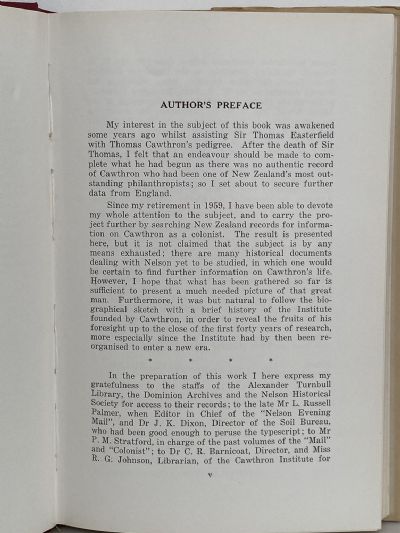 AUTHOR'S PREFACE
My interest in the subject of this book was awakened
some years ago whilst assisting Sir Thomas Easterfield
with Thomas Cawthron's pedigree. After the death of Sir
Thomas, I felt that an endeavour should be made to com-
plete what he had begun as there was no authentic record
of Cawthron who had been one of New Zealand's most out-
standing philanthropists; so I set about to secure further
data from England.
Since my retirement in 1959, I have been able to devote
my whole attention to the subject, and to carry the pro-
ject further by searching New Zealand records for informa-
tion on Cawthron as a colonist. The result is presented
here, but it is not claimed that the subject is by any
means exhausted; there are many historical documents
dealing with Nelson yet to be studied, in which one would
be certain to find further information on Cawthron's life.
However, I hope that what has been gathered so far is
sufficient to present a much needed picture of that great
man. Furthermore, it was but natural to follow the bio-
graphical sketch with a brief history of the Institute
founded by Cawthron, in order to reveal the fruits of his
foresight up to the close of the first forty years of research,
more especially since the Institute had by then been re-
organised to enter a new era.
* * * *
In the preparation of this work I here express my
gratefulness to the staffs of the Alexander Turnbull
Library, the Dominion Archives and the Nelson Historical
Society for access to their records; to the late Mr L. Russell
Palmer, when Editor in Chief of the "Nelson Evening
Mail", and Dr J. K. Dixon, Director of the Soil Bureau,
who had been good enough to peruse the typescript; to Mr
P. M. Stratford, in charge of the past volumes of the "Mail"
and "Colonist"; to Dr C. R. Barnicoat, Director, and Miss
R. G. Johnson, Librarian, of the Cawthron Institute for
v